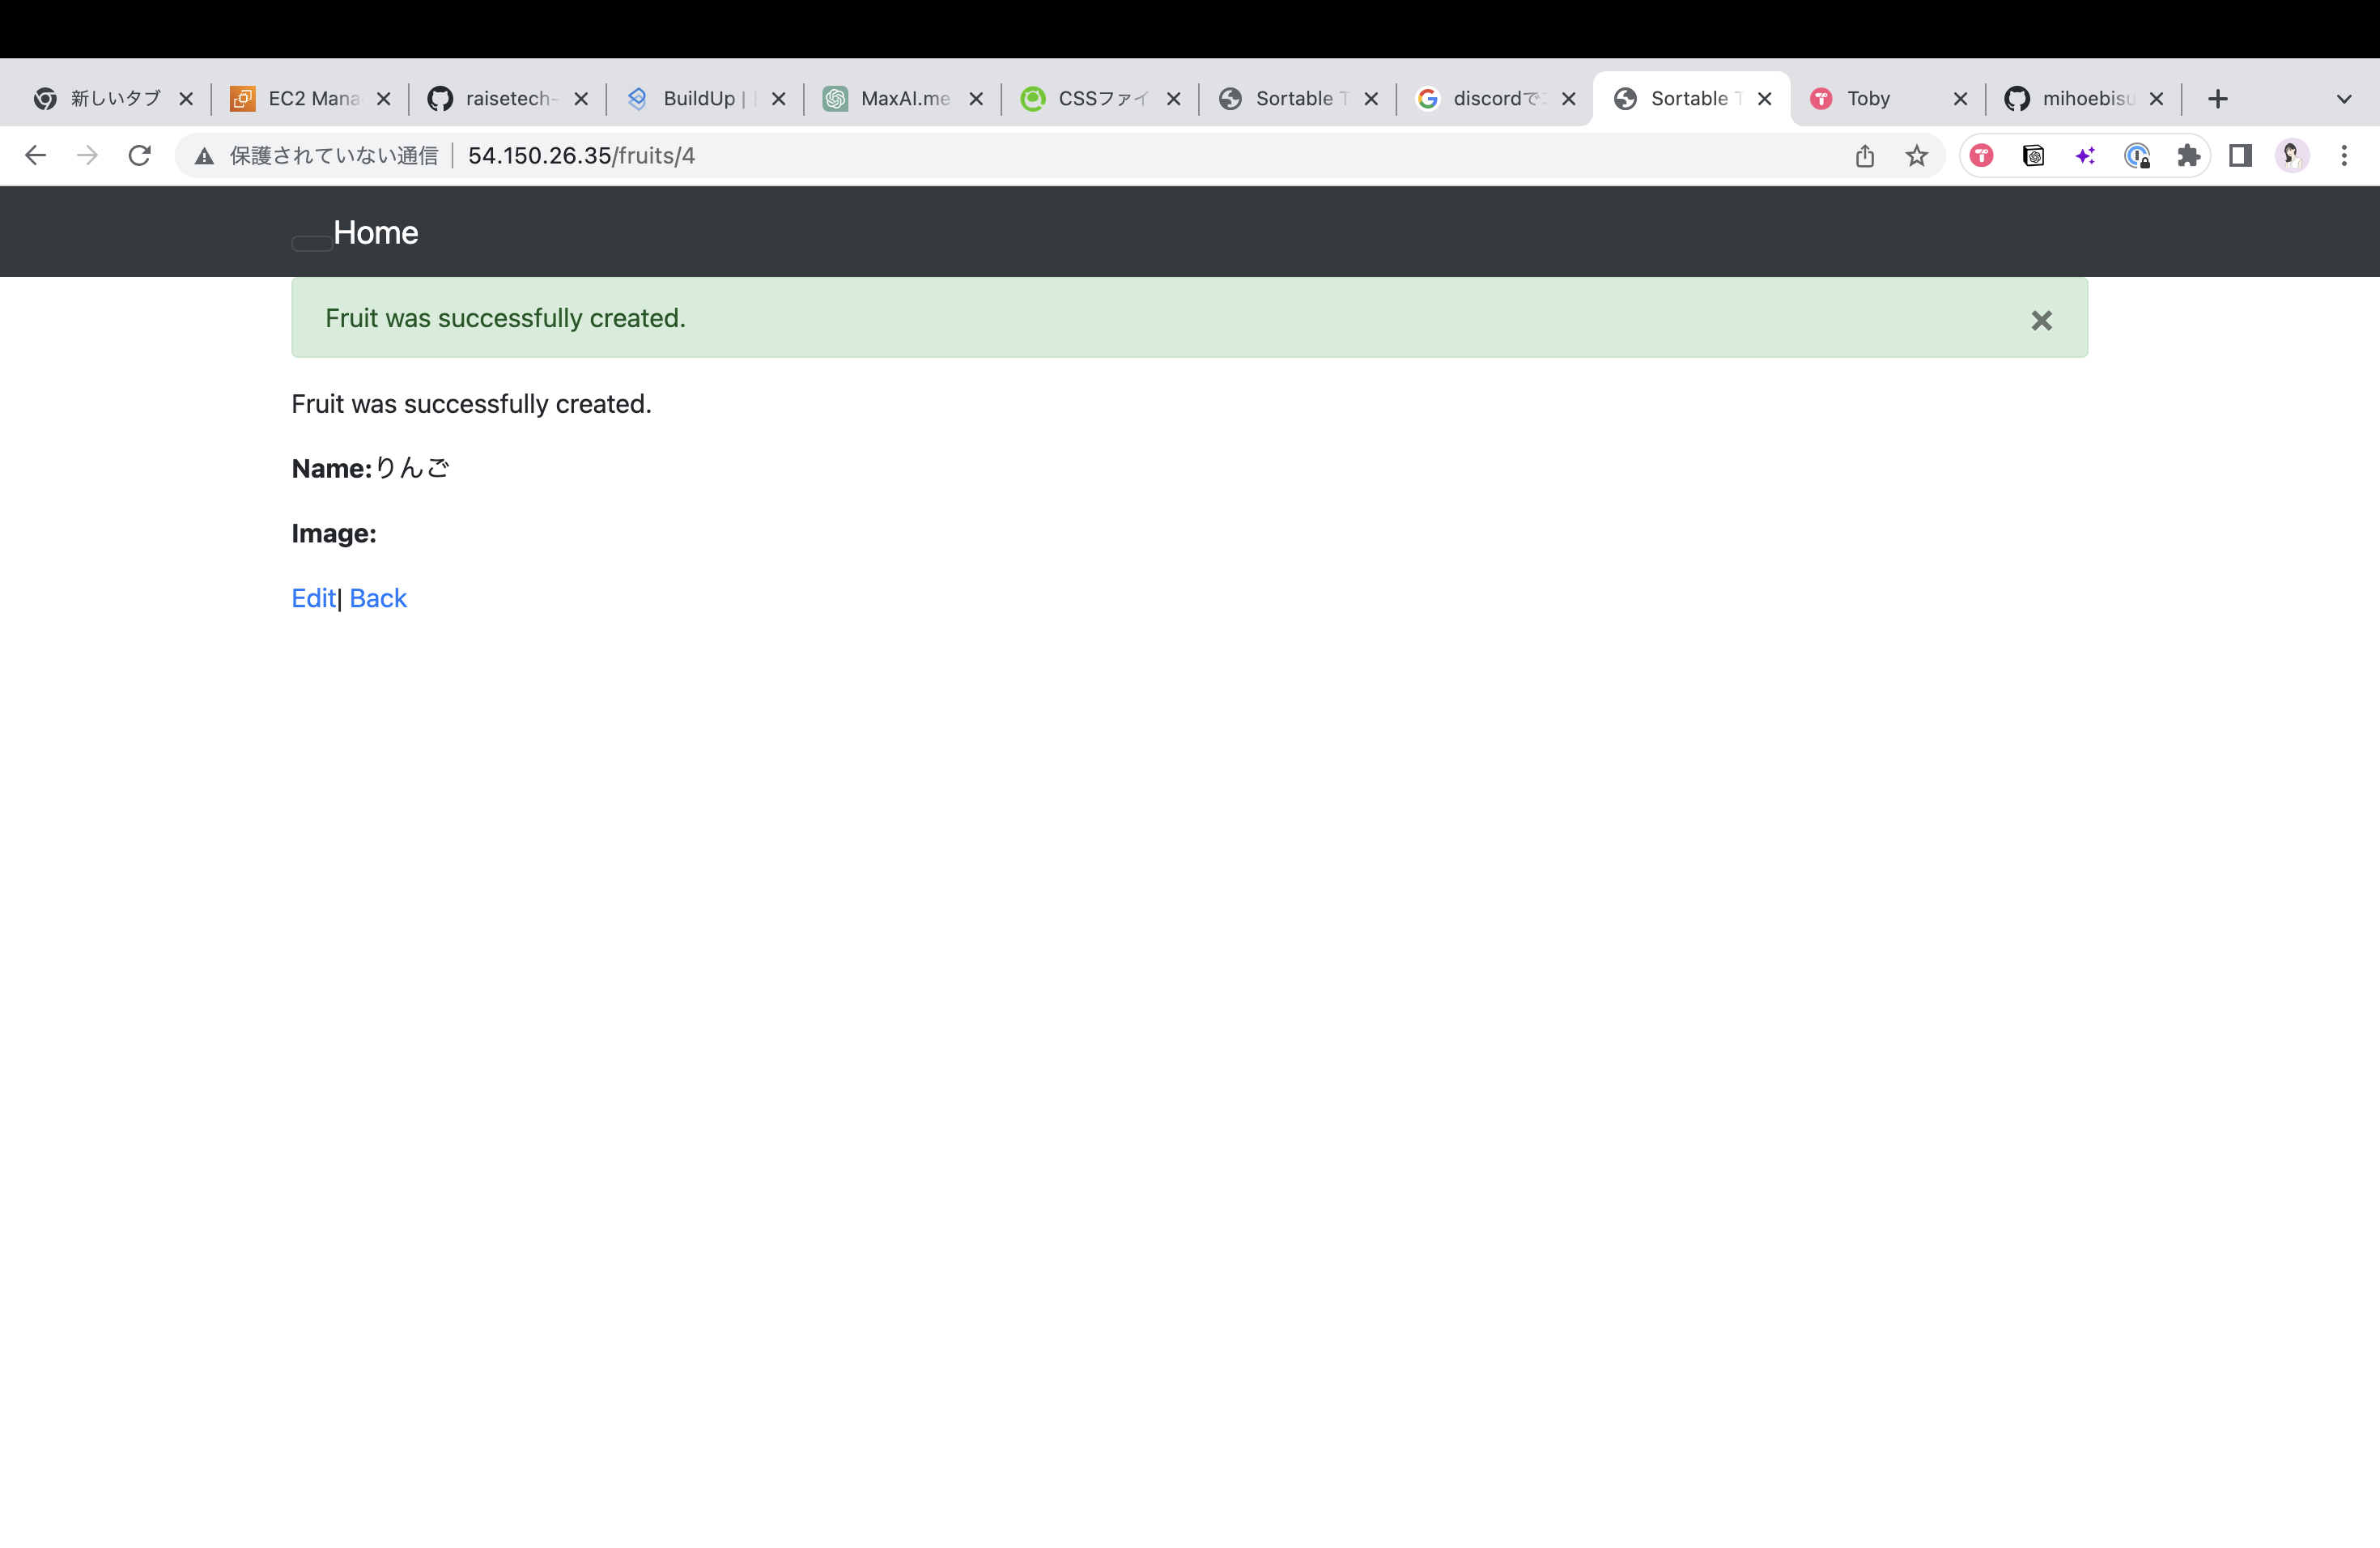 新しいタブ EC2 Mana raisetech- BuildUp | MaxAI.me CSSファイ Sortable T discordで Sortable T Toby mihoebisu
保護されていない通信 54.150.26.35/fruits/4
Home
Fruit was successfully created.
Fruit was successfully created.
Name:りんご
Image:
Edit| Back